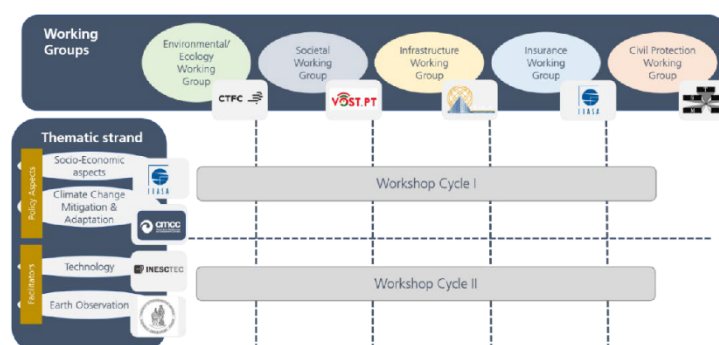 Working
Groups
Environmental/
Ecology
Working
Group
Societal
Working
Group
Infrastructure
Working
Group
Insurance
Working
Group
Civil Protection
Working
Group
CTFC
VOST.PT
IIASA
Thematic strand
Policy Aspects
Socio-Economic
aspects
IIASA
Climate Change
Mitigation &
Adaptation
cmcc
Workshop Cycle I
Facilitators
Technology
INESCTEC
Earth Observation
Workshop Cycle II